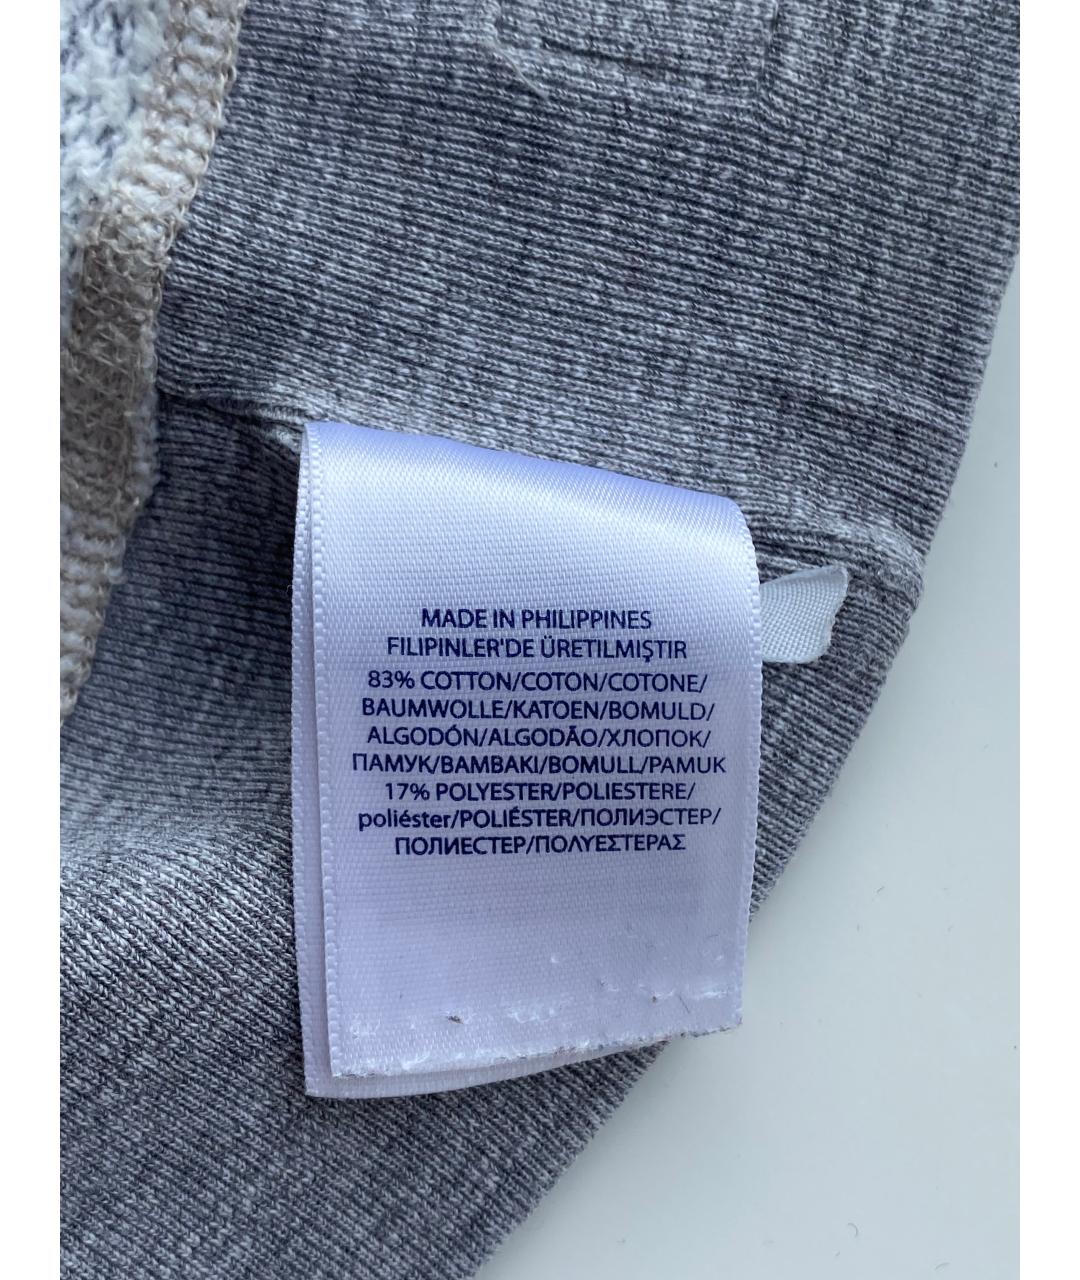 MADE IN PHILIPPINES
FILIPINLER'DE ÜRETILMIŞTIR
83% COTTON/COTON/COTONE/
BAUMWOLLE/KATOEN/BOMULD/
ALGODÓN/ALGODÃO/ХЛОПОК/
ПАМУК/BAMBAKI/BOMULL/PAMUK
17% POLYESTER/POLIESTERE/
poliéster/POLIÉSTER/ПОЛИЭСТЕР/
ПОЛИЕСТЕР/ΠΟΛΥΕΣΤΕΡΑΣ